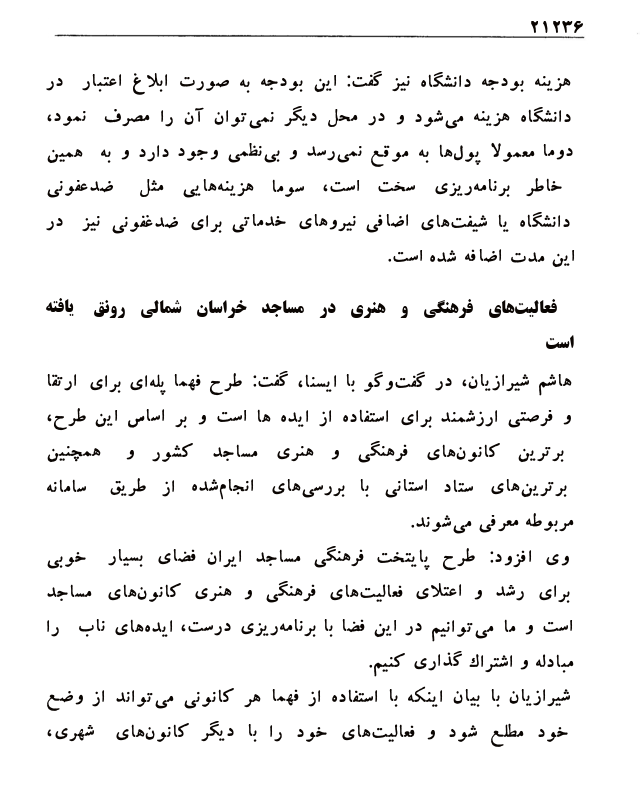 ۲۱۲۳۶
هزینه بودجه دانشگاه نیز گفت: این بودجه به صورت ابلاغ اعتبار در
دانشگاه هزینه می‌شود و در محل دیگر نمی‌توان آن را مصرف نمود،
دوما معمولا پول‌ها به موقع نمی‌رسد و بی‌نظمی وجود دارد و به همین
خاطر برنامه‌ریزی سخت است، سوما هزینه‌هایی مثل ضدعفونی
دانشگاه یا شیفت‌های اضافی نیروهای خدماتی برای ضدغفونی نیز در
این مدت اضافه شده است.
فعالیت‌های فرهنگی و هنری در مساجد خراسان شمالی رونق یافته
است
هاشم شیرازیان، در گفت‌وگو با ایسنا، گفت: طرح فهما پله‌ای برای ارتقا
و فرصتی ارزشمند برای استفاده از ایده ها است و بر اساس این طرح،
برترین کانون‌های فرهنگی و هنری مساجد کشور و همچنین
برترین‌های ستاد استانی با بررسی‌های انجام‌شده از طریق سامانه
مربوطه معرفی می‌شوند.
وی افزود: طرح پایتخت فرهنگی مساجد ایران فضای بسیار خوبی
برای رشد و اعتلای فعالیت‌های فرهنگی و هنری کانون‌های مساجد
است و ما می‌توانیم در این فضا با برنامه‌ریزی درست، ایده‌های ناب را
مبادله و اشتراك گذاری کنیم.
شیرازیان با بیان اینکه با استفاده از فهما هر کانونی می‌تواند از وضع
خود مطلع شود و فعالیت‌های خود را با دیگر کانون‌های شهری،